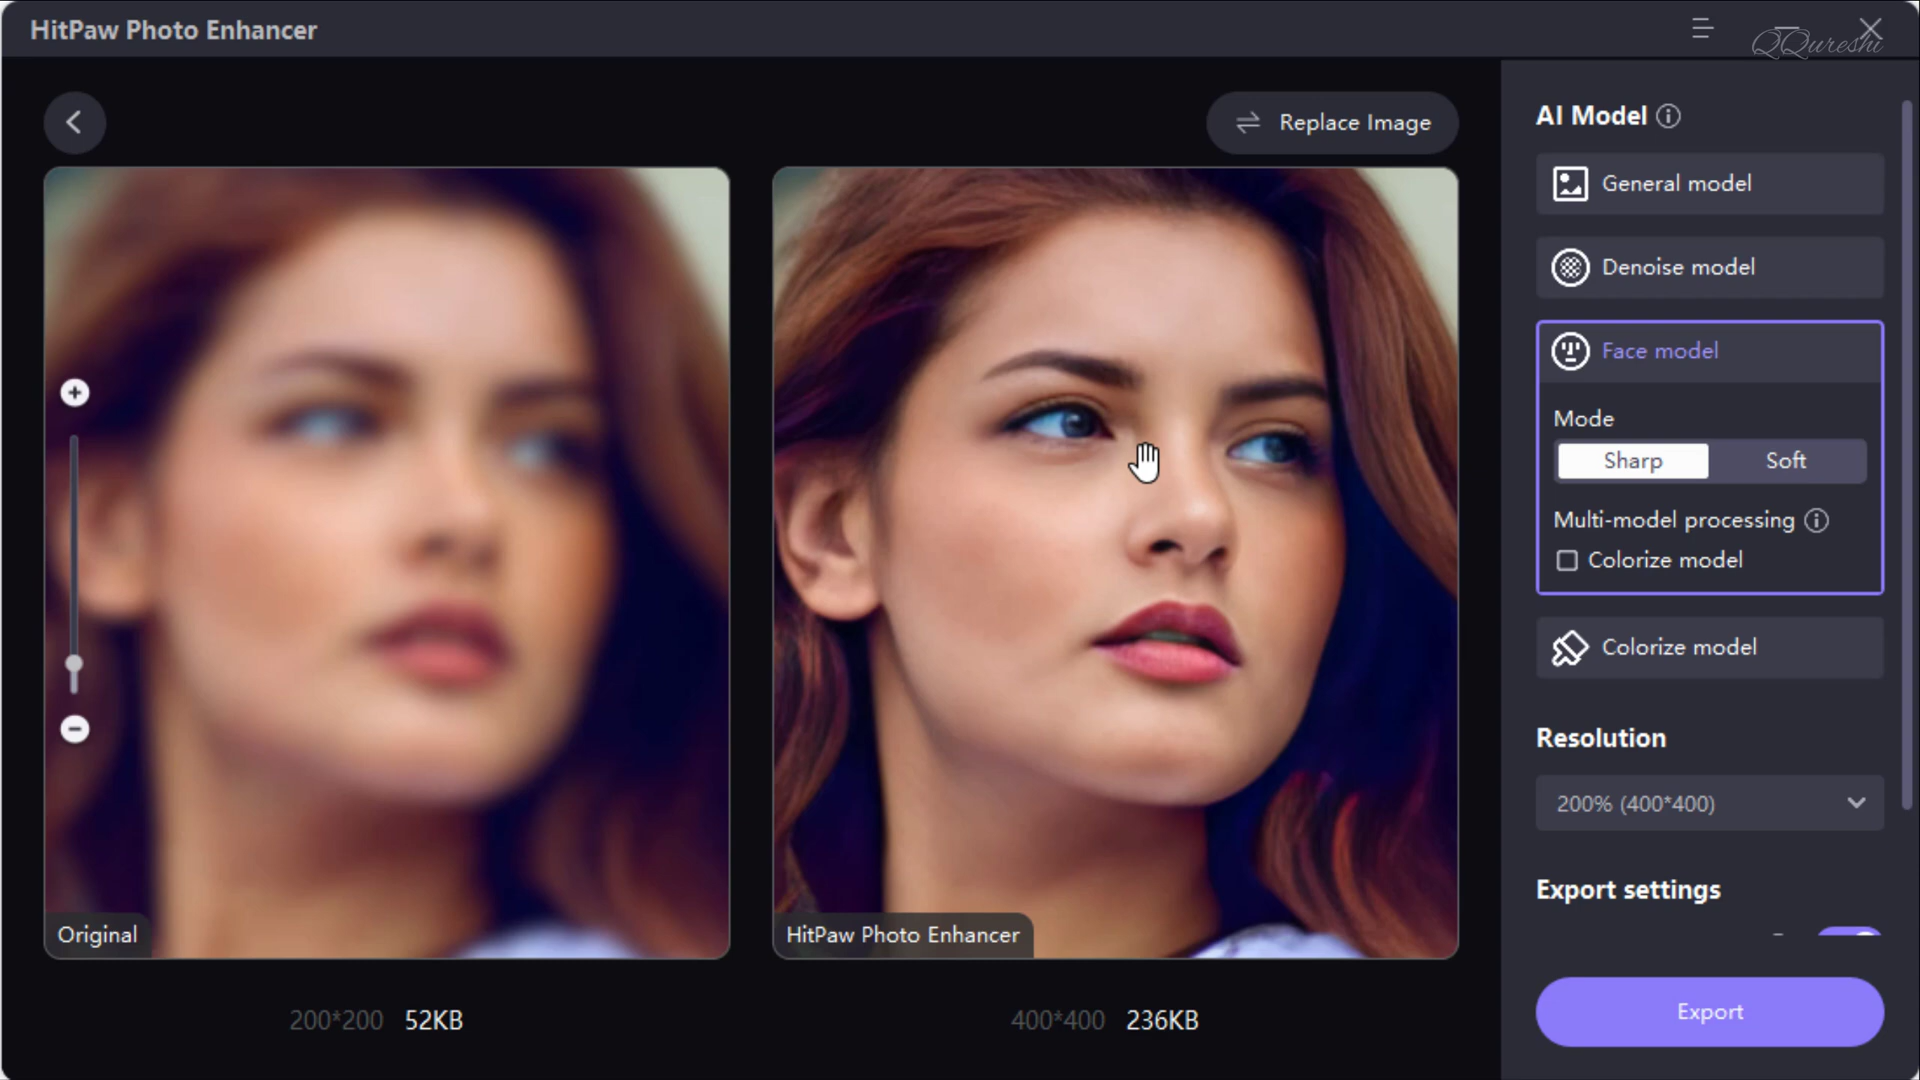 HitPaw Photo Enhancer
QQureshi
Replace Image
Original
HitPaw Photo Enhancer
200*200 52KB
400*400 236KB
AI Model
General model
Denoise model
Face model
Mode
Sharp Soft
Multi-model processing
Colorize model
Colorize model
Resolution
200% (400*400)
Export settings
Export